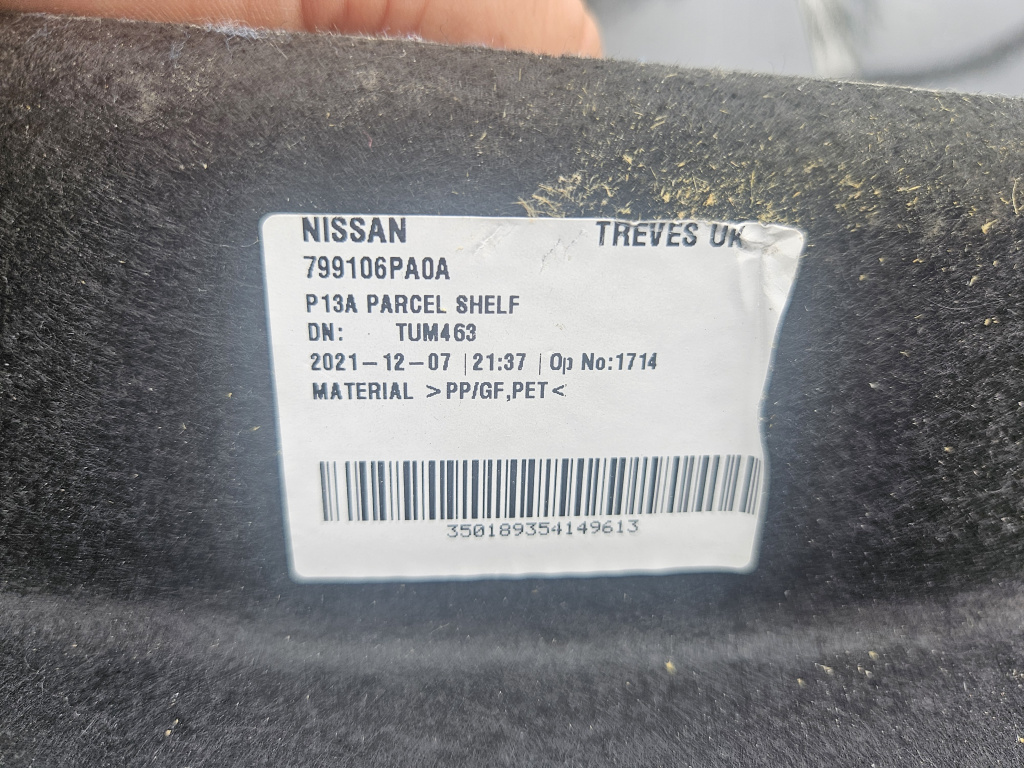 NISSAN TREVES UK
799106PA0A
P13A PARCEL SHELF
DN: TUM463
2021-12-07 |21:37 |Op No:1714
MATERIAL >PP/GF,PET<
350189354149613